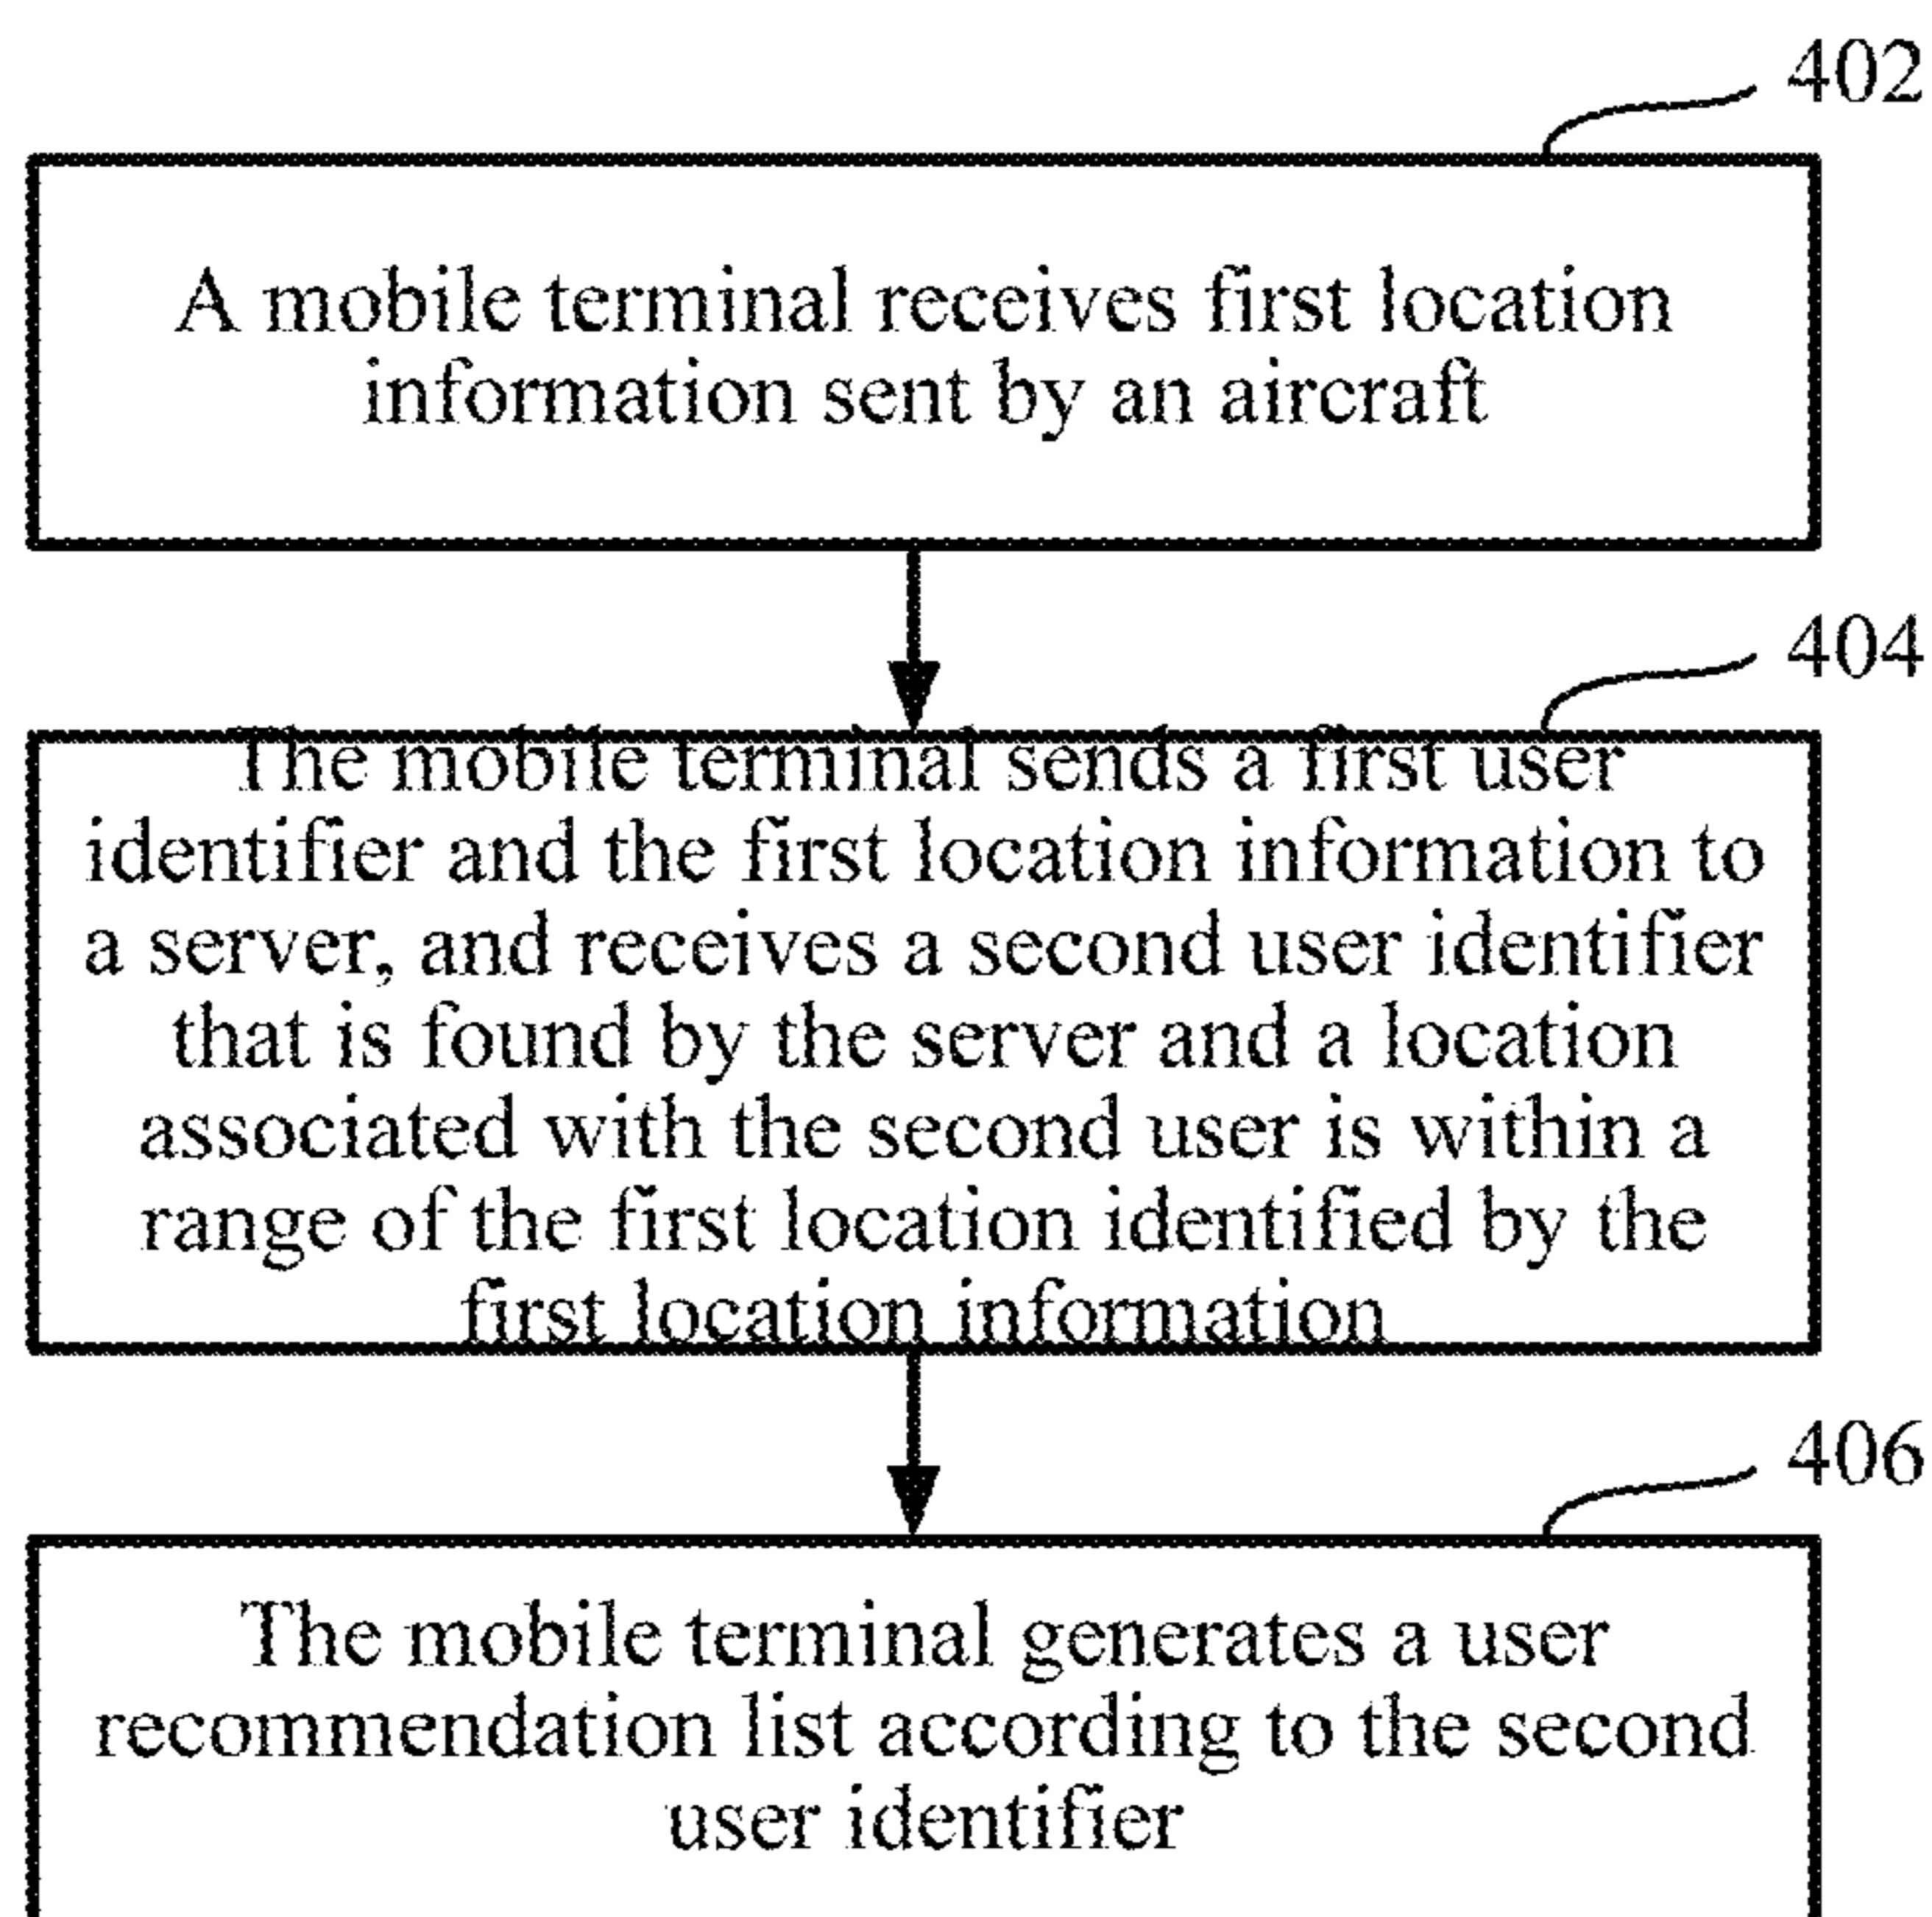 402
A mobile terminal receives first location
information sent by an aircraft
404
The mobile terminal sends a first user
identifier and the first location information to
a server, and receives a second user identifier
that is found by the server and a location
associated with the second user is within a
range of the first location identified by the
first location information
406
The mobile terminal generates a user
recommendation list according to the second
user identifier